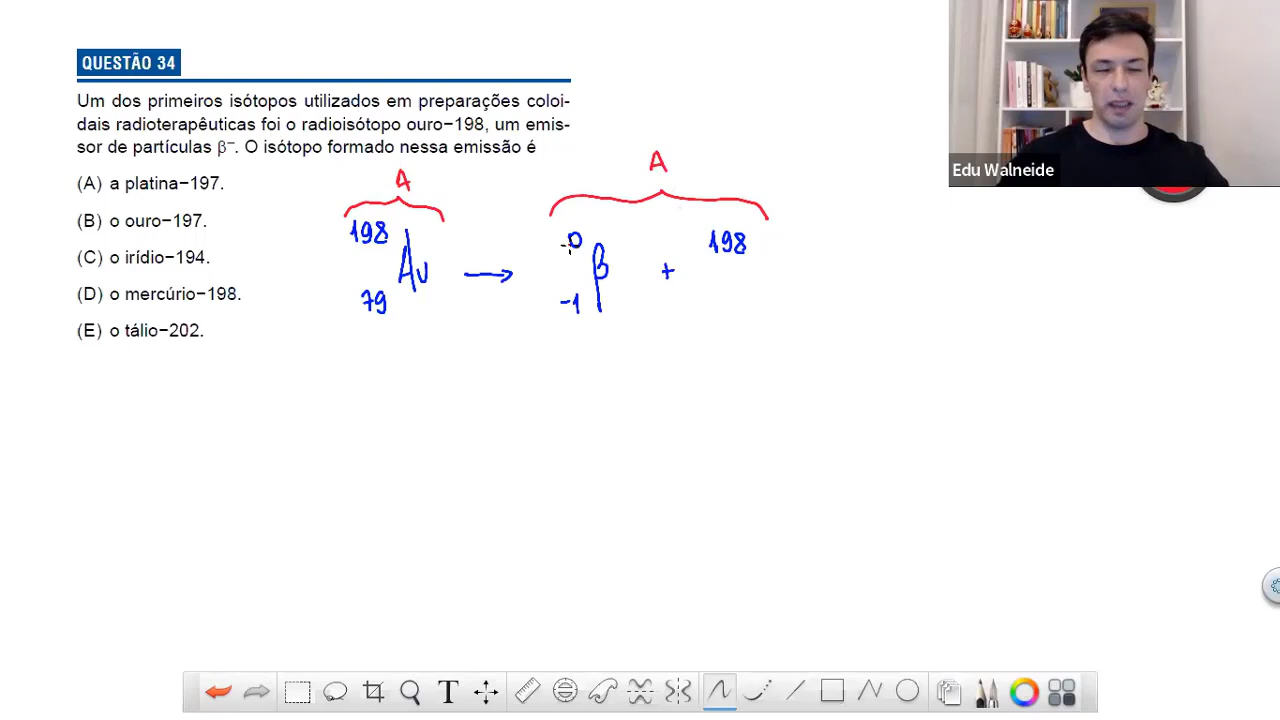 QUESTÃO 34
Um dos primeiros isótopos utilizados em preparações coloi-
dais radioterapêuticas foi o radioisótopo ouro–198, um emis-
sor de partículas β⁻. O isótopo formado nessa emissão é
(A) a platina–197.
(B) o ouro–197.
(C) o irídio–194.
(D) o mercúrio–198.
(E) o tálio–202.
A A
198 0 198
Au → β +
79 -1
Edu Walneide
T